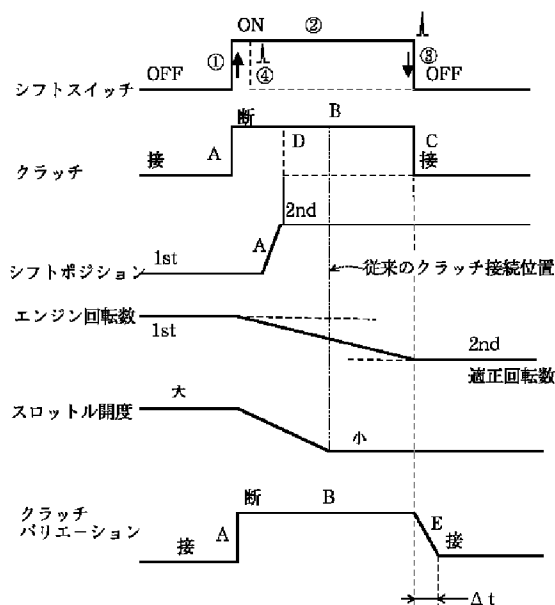 ON ②
① ④ ③
OFF OFF
シフトスイッチ
断 B
接 A D C 接
クラッチ
2nd
A
1st
シフトポジション
従来のクラッチ接続位置
エンジン回転数
1st 2nd
適正回転数
大
スロットル開度
小
断 B
クラッチ
バリエーション
接 A E 接
Δt